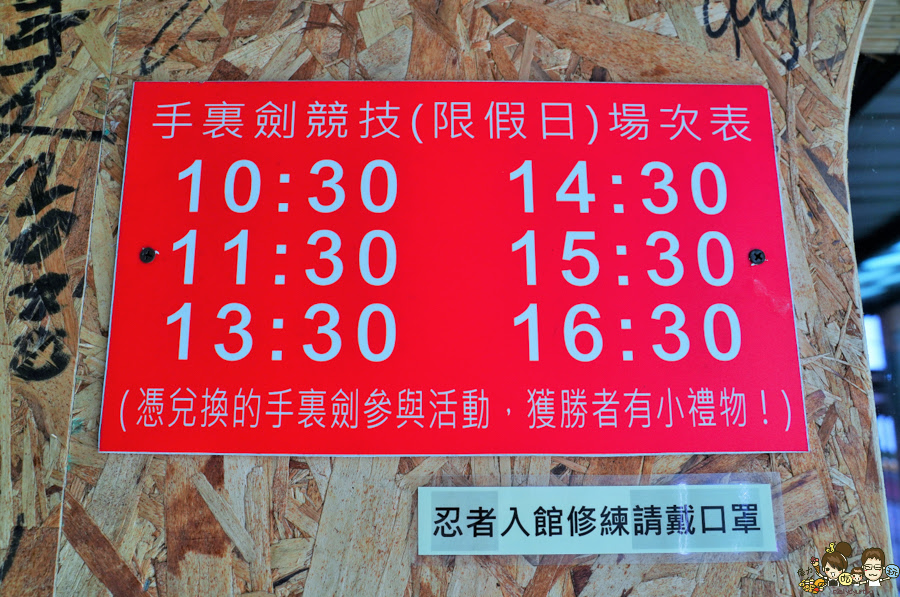 手裏劍競技(限假日)場次表
10:30 14:30
11:30 15:30
13:30 16:30
(憑兌換的手裏劍參與活動，獲勝者有小禮物！)
忍者入館修練請戴口罩